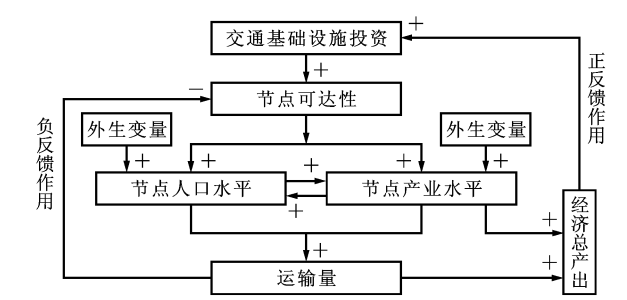 交通基础设施投资
+
+
正反馈作用
−
节点可达性
负反馈作用
外生变量
外生变量
+
+
+
+
+
节点人口水平
节点产业水平
+
经济总产出
+
+
+
运输量